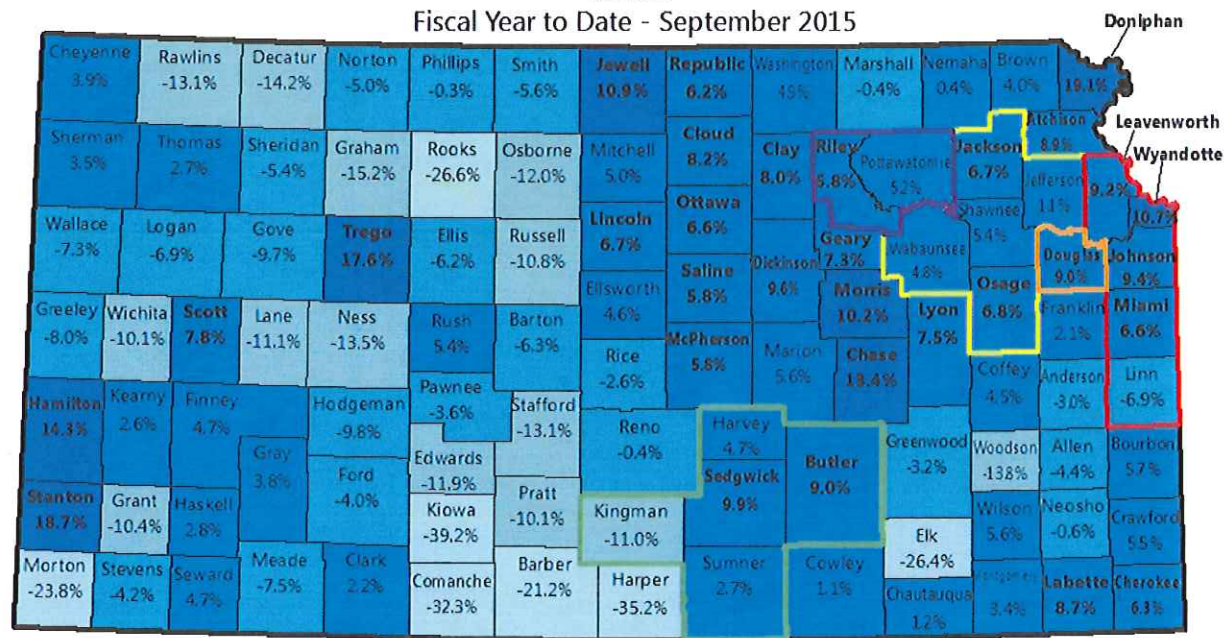 Fiscal Year to Date - September 2015
Doniphan
Leavenworth
Wyandotte
Cheyenne
3.9%
Rawlins
-13.1%
Decatur
-14.2%
Norton
-5.0%
Phillips
-0.3%
Smith
-5.6%
Jewell
10.9%
Republic
6.2%
Washington
4.9%
Marshall
-0.4%
Nemaha
0.4%
Brown
4.0%
19.1%
Sherman
3.5%
Thomas
2.7%
Sheridan
-5.4%
Graham
-15.2%
Rooks
-26.6%
Osborne
-12.0%
Mitchell
5.0%
Cloud
8.2%
Clay
8.0%
Riley
5.8%
Pottawatomie
5.2%
Jackson
6.7%
Atchison
8.9%
Jefferson
1.1%
9.2%
10.7%
Wallace
-7.3%
Logan
-6.9%
Gove
-9.7%
Trego
17.6%
Ellis
-6.2%
Russell
-10.8%
Lincoln
6.7%
Ottawa
6.6%
Saline
5.8%
Dickinson
9.6%
Geary
7.3%
Wabaunsee
4.8%
Shawnee
5.4%
Douglas
9.0%
Johnson
9.4%
Greeley
-8.0%
Wichita
-10.1%
Scott
7.8%
Lane
-11.1%
Ness
-13.5%
Rush
5.4%
Barton
-6.3%
Ellsworth
4.6%
Rice
-2.6%
McPherson
5.8%
Marion
5.6%
Morris
10.2%
Chase
13.4%
Lyon
7.5%
Osage
6.8%
Franklin
2.1%
Miami
6.6%
Coffey
4.5%
Anderson
-3.0%
Linn
-6.9%
Hamilton
14.3%
Kearny
2.6%
Finney
4.7%
Hodgeman
-9.8%
Pawnee
-3.6%
Stafford
-13.1%
Reno
-0.4%
Harvey
4.7%
Sedgwick
9.9%
Butler
9.0%
Greenwood
-3.2%
Woodson
-13.8%
Allen
-4.4%
Bourbon
5.7%
Gray
3.8%
Ford
-4.0%
Edwards
-11.9%
Stanton
18.7%
Grant
-10.4%
Haskell
2.8%
Kiowa
-39.2%
Pratt
-10.1%
Kingman
-11.0%
Elk
-26.4%
Wilson
5.6%
Neosho
-0.6%
Crawford
5.5%
Morton
-23.8%
Stevens
-4.2%
Seward
4.7%
Meade
-7.5%
Clark
2.2%
Comanche
-32.3%
Barber
-21.2%
Harper
-35.2%
Sumner
2.7%
Cowley
1.1%
Chautauqua
1.2%
Montgomery
3.4%
Labette
8.7%
Cherokee
6.3%